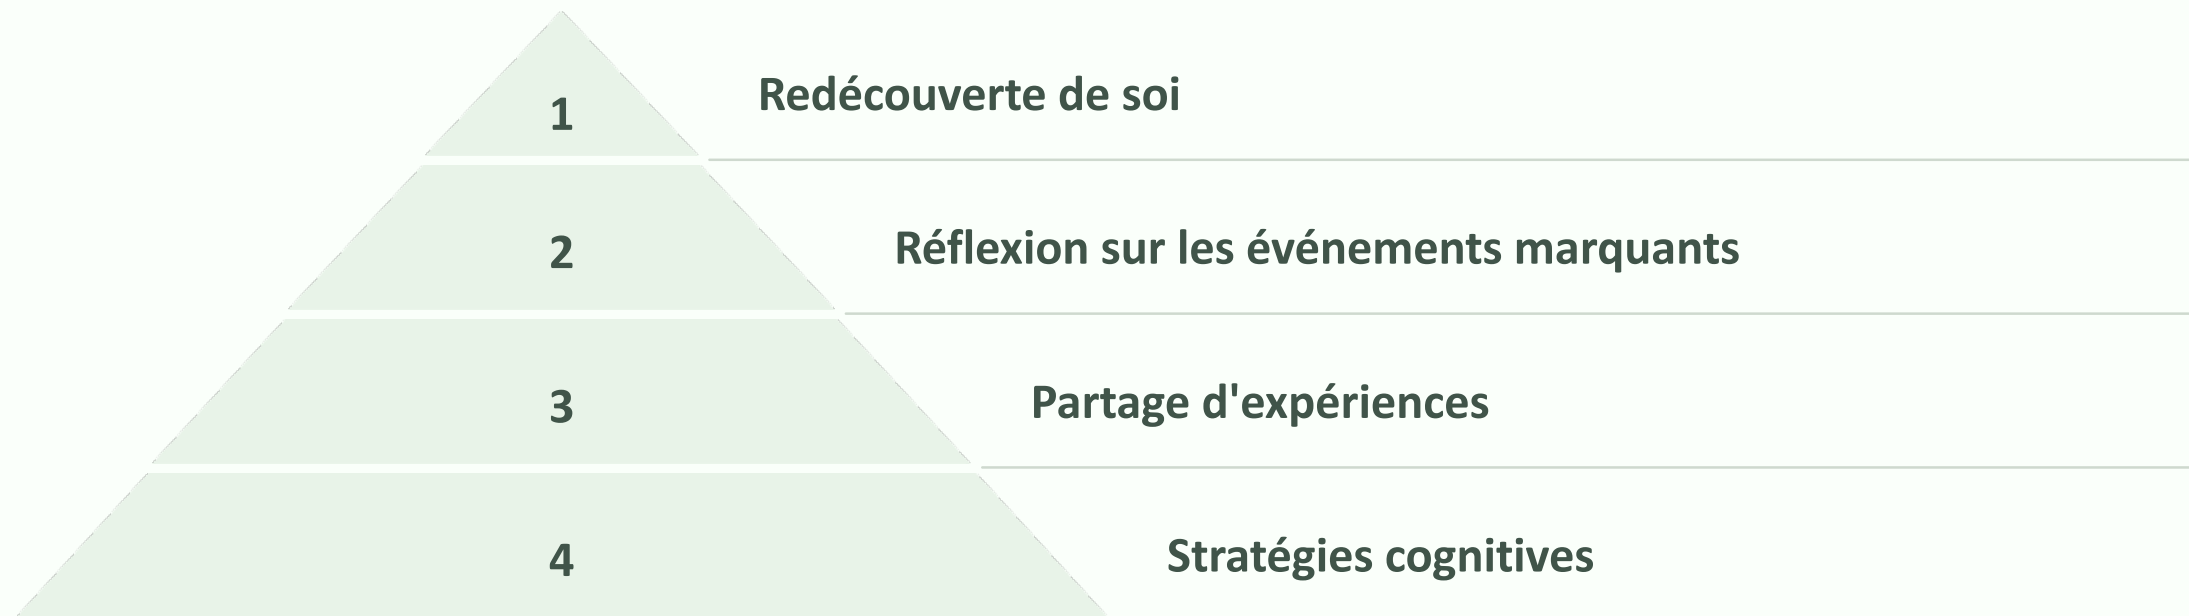 1
Redécouverte de soi
2
Réflexion sur les événements marquants
3
Partage d'expériences
4
Stratégies cognitives